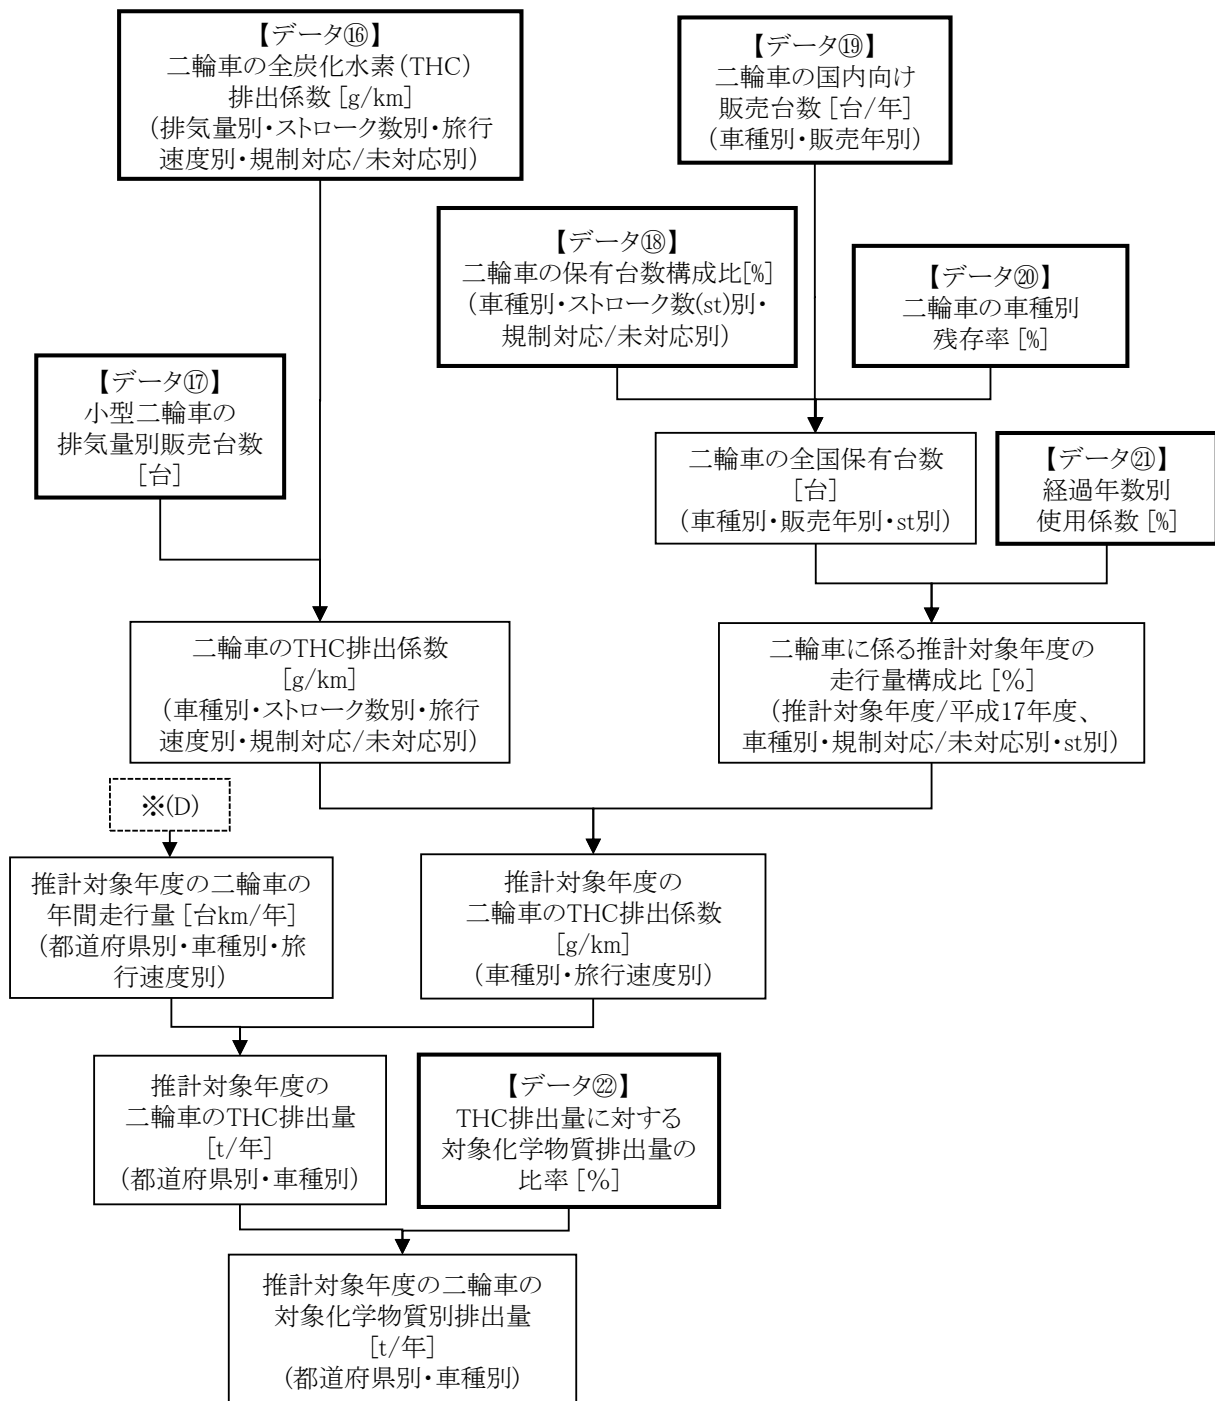 【データ⑯】
二輪車の全炭化水素(THC)
排出係数[g/km]
(排気量別・ストローク数別・旅行
速度別・規制対応/未対応別)
【データ⑲】
二輪車の国内向け
販売台数[台/年]
(車種別・販売年別)
【データ⑱】
二輪車の保有台数構成比[%]
(車種別・ストローク数(st)別・
規制対応/未対応別)
【データ⑳】
二輪車の車種別
残存率[%]
【データ⑰】
小型二輪車の
排気量別販売台数
[台]
二輪車の全国保有台数
[台]
(車種別・販売年別・st別)
【データ㉑】
経過年数別
使用係数[%]
二輪車のTHC排出係数
[g/km]
(車種別・ストローク数別・旅行
速度別・規制対応/未対応別)
二輪車に係る推計対象年度の
走行量構成比[%]
(推計対象年度/平成17年度、
車種別・規制対応/未対応別・st別)
※(D)
推計対象年度の二輪車の
年間走行量[台km/年]
(都道府県別・車種別・旅
行速度別)
推計対象年度の
二輪車のTHC排出係数
[g/km]
(車種別・旅行速度別)
推計対象年度の
二輪車のTHC排出量
[t/年]
(都道府県別・車種別)
【データ㉒】
THC排出量に対する
対象化学物質排出量の
比率[%]
推計対象年度の二輪車の
対象化学物質別排出量
[t/年]
(都道府県別・車種別)